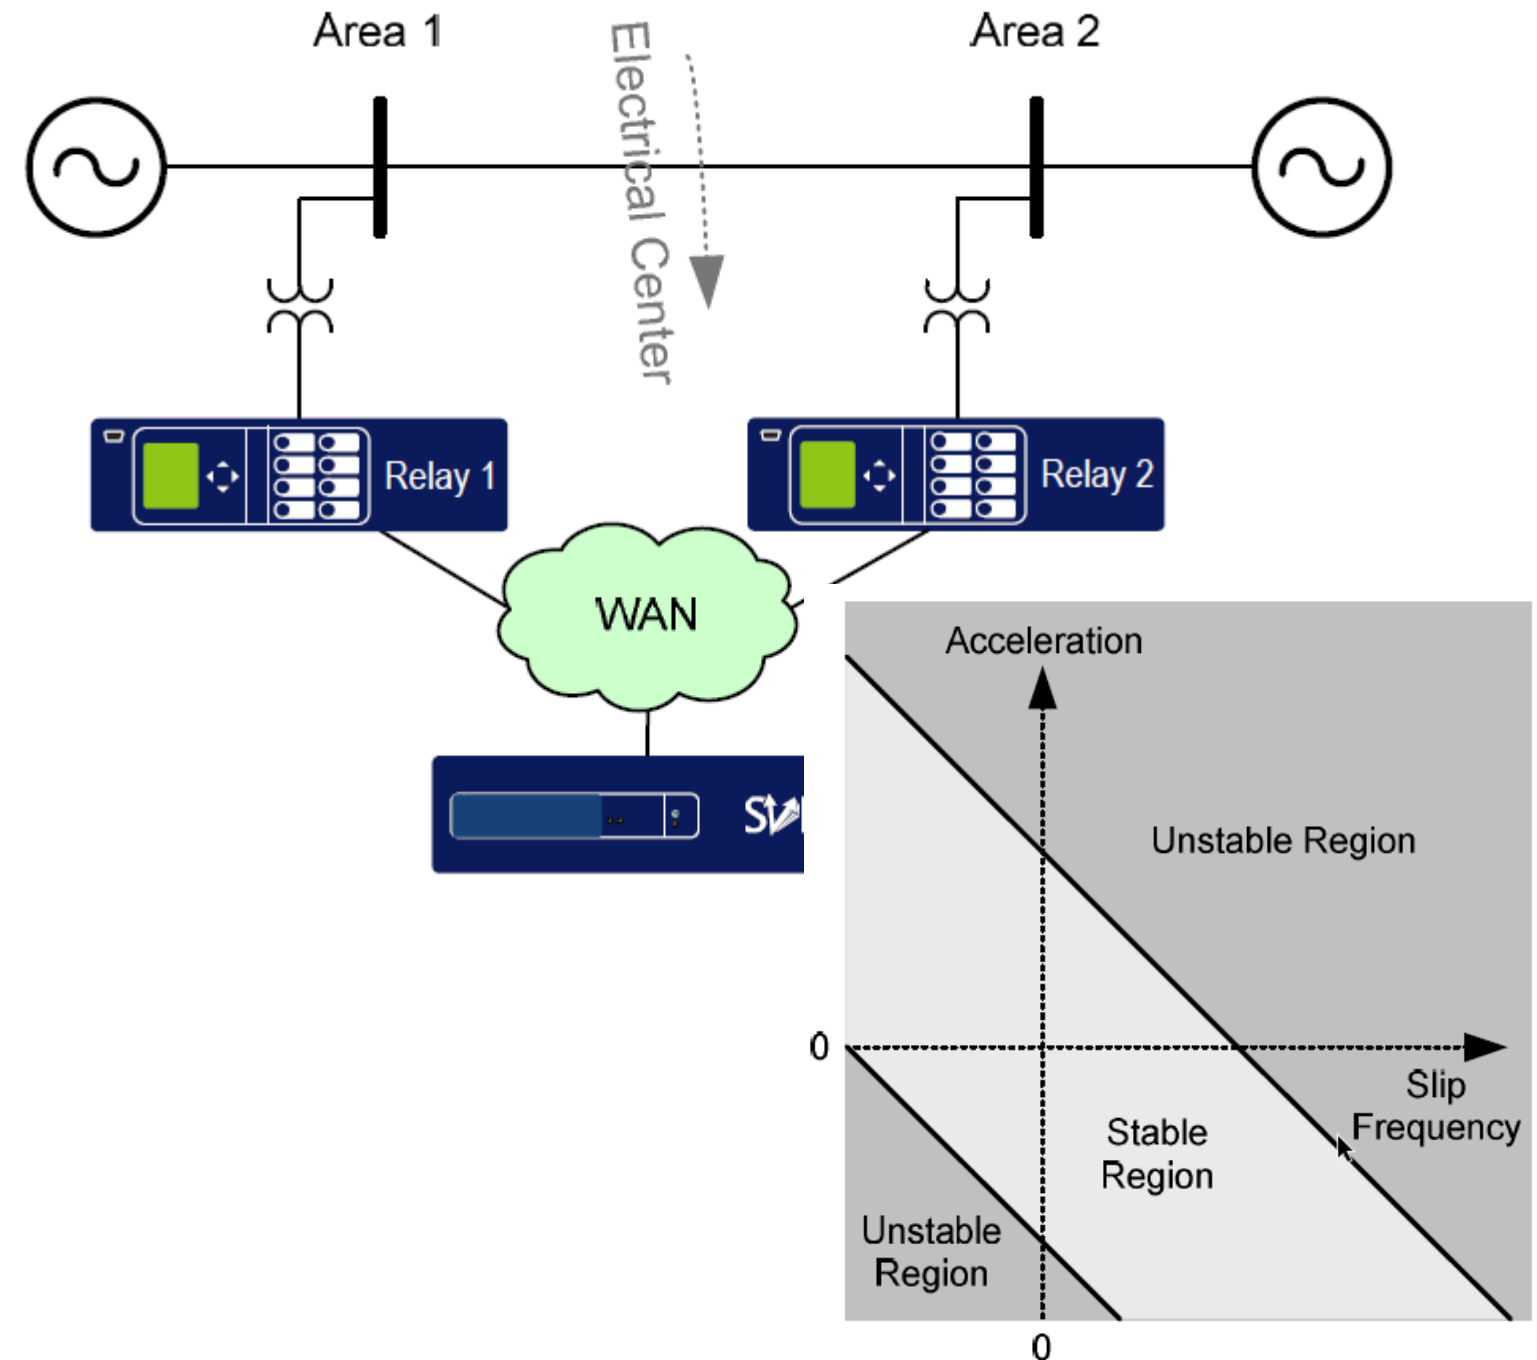 Area 1
Area 2
Electrical Center
Relay 1
Relay 2
WAN
Acceleration
Unstable Region
0
Slip
Frequency
Stable
Region
Unstable
Region
0